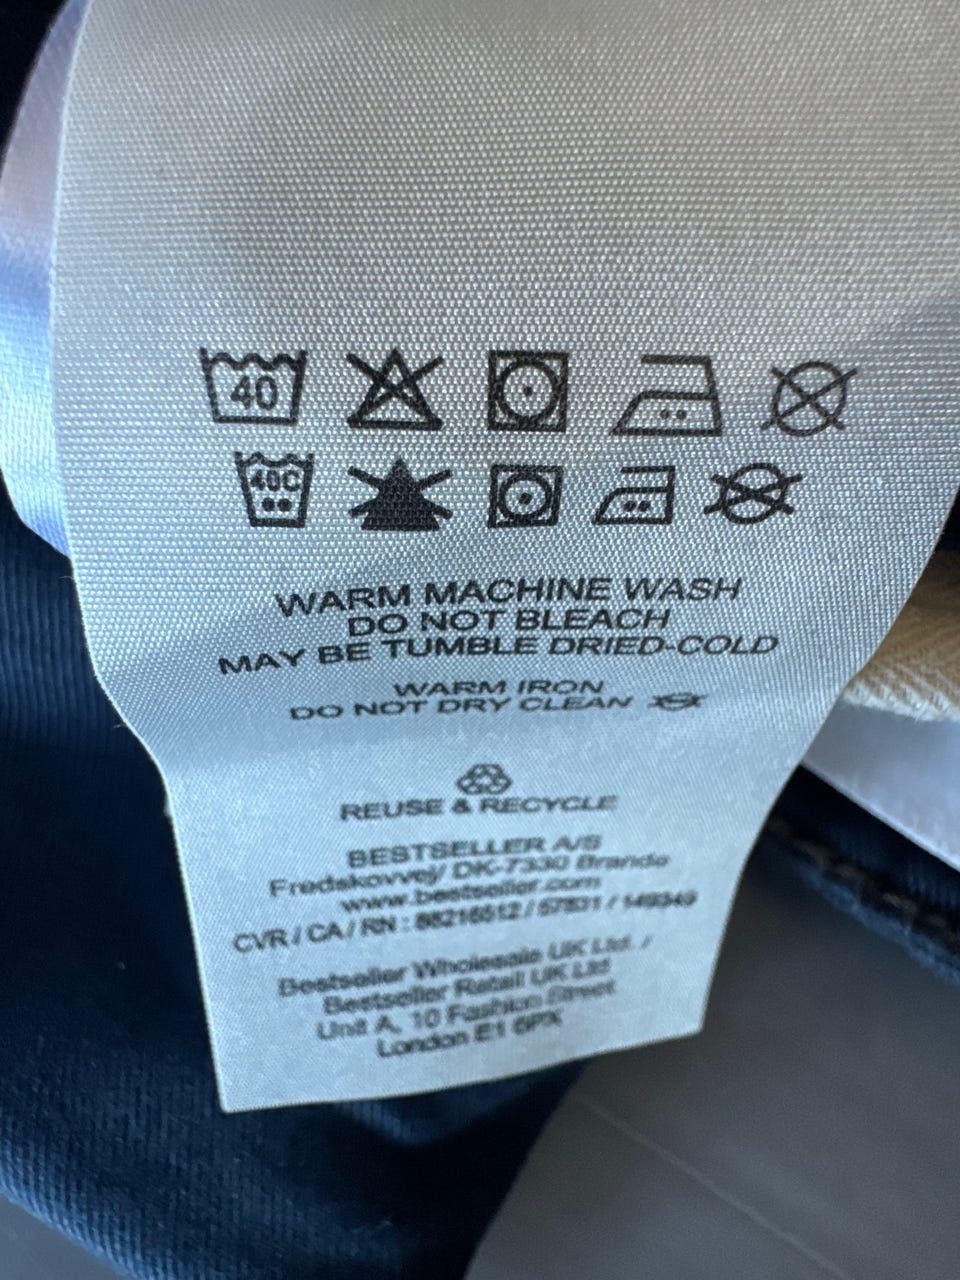 40
40C
WARM MACHINE WASH
DO NOT BLEACH
MAY BE TUMBLE DRIED-COLD
WARM IRON
DO NOT DRY CLEAN
REUSE & RECYCLE
BESTSELLER A/S
Fredskovvej/ DK-7330 Brande
www.bestseller.com
CVR / CA / RN : 88216512 / 57831 / 149349
Bestseller Wholesale UK Ltd. /
Bestseller Retail UK Ltd
Unit A, 10 Fashion Street
London E1 6PX